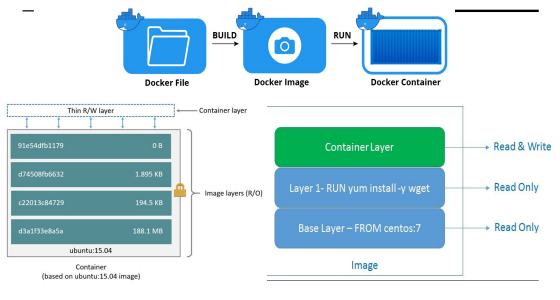 BUILD
RUN
Docker File
Docker Image
Docker Container
Thin R/W layer
Container layer
91e54dfb1179
0 B
d74508fb6632
1.895 KB
c22013c84729
194.5 KB
d3a1f33e8a5a
188.1 MB
ubuntu:15.04
Image layers (R/O)
Container
(based on ubuntu:15.04 image)
Container Layer
Read & Write
Layer 1- RUN yum install -y wget
Read Only
Base Layer – FROM centos:7
Read Only
Image